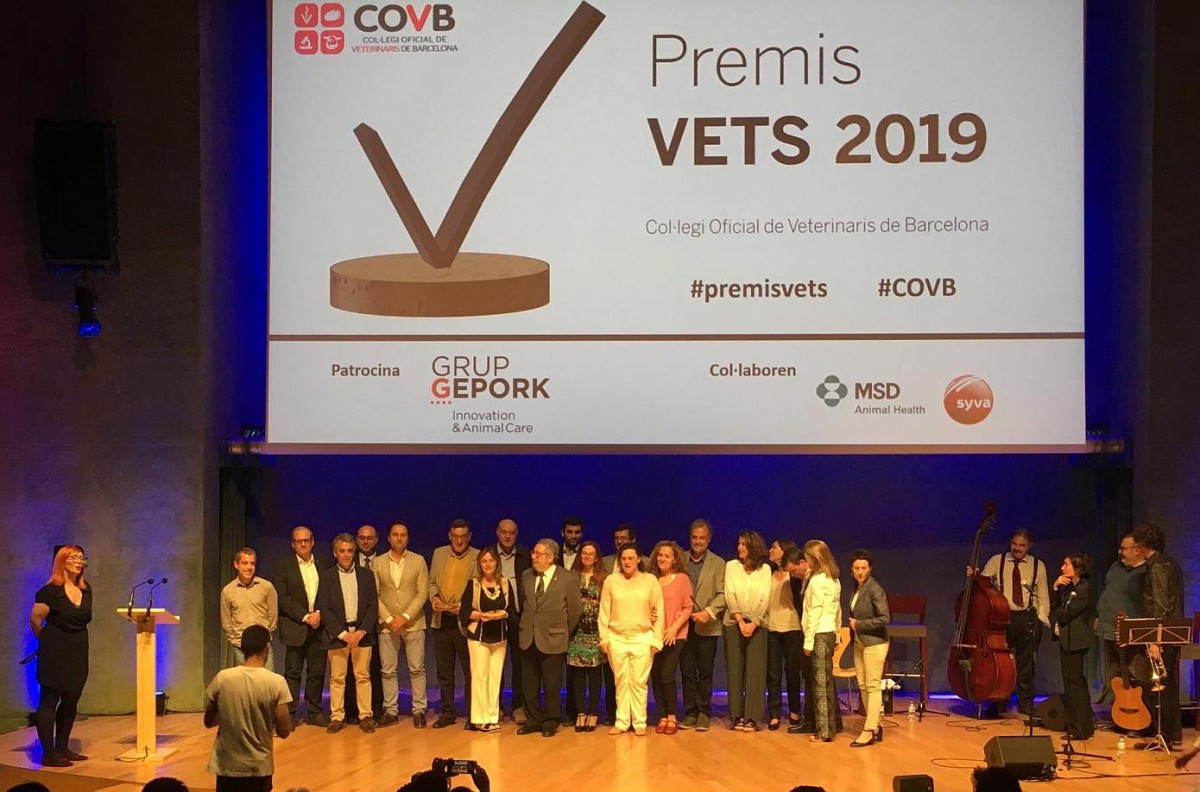 COVB
COL·LEGI OFICIAL DE
VETERINARIS DE BARCELONA
Premis
VETS 2019
Col·legi Oficial de Veterinaris de Barcelona
#premisvets #COVB
Patrocina
GRUP
GEPORK
Innovation
& Animal Care
Col·laboren
MSD
Animal Health
syva